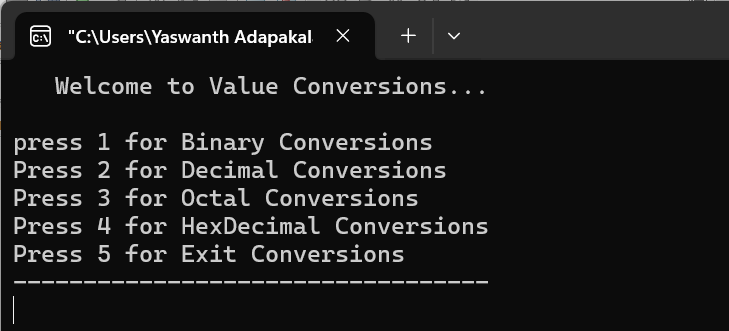 "C:\Users\Yaswanth Adapakal
Welcome to Value Conversions...
press 1 for Binary Conversions
Press 2 for Decimal Conversions
Press 3 for Octal Conversions
Press 4 for HexDecimal Conversions
Press 5 for Exit Conversions
----------------------------------